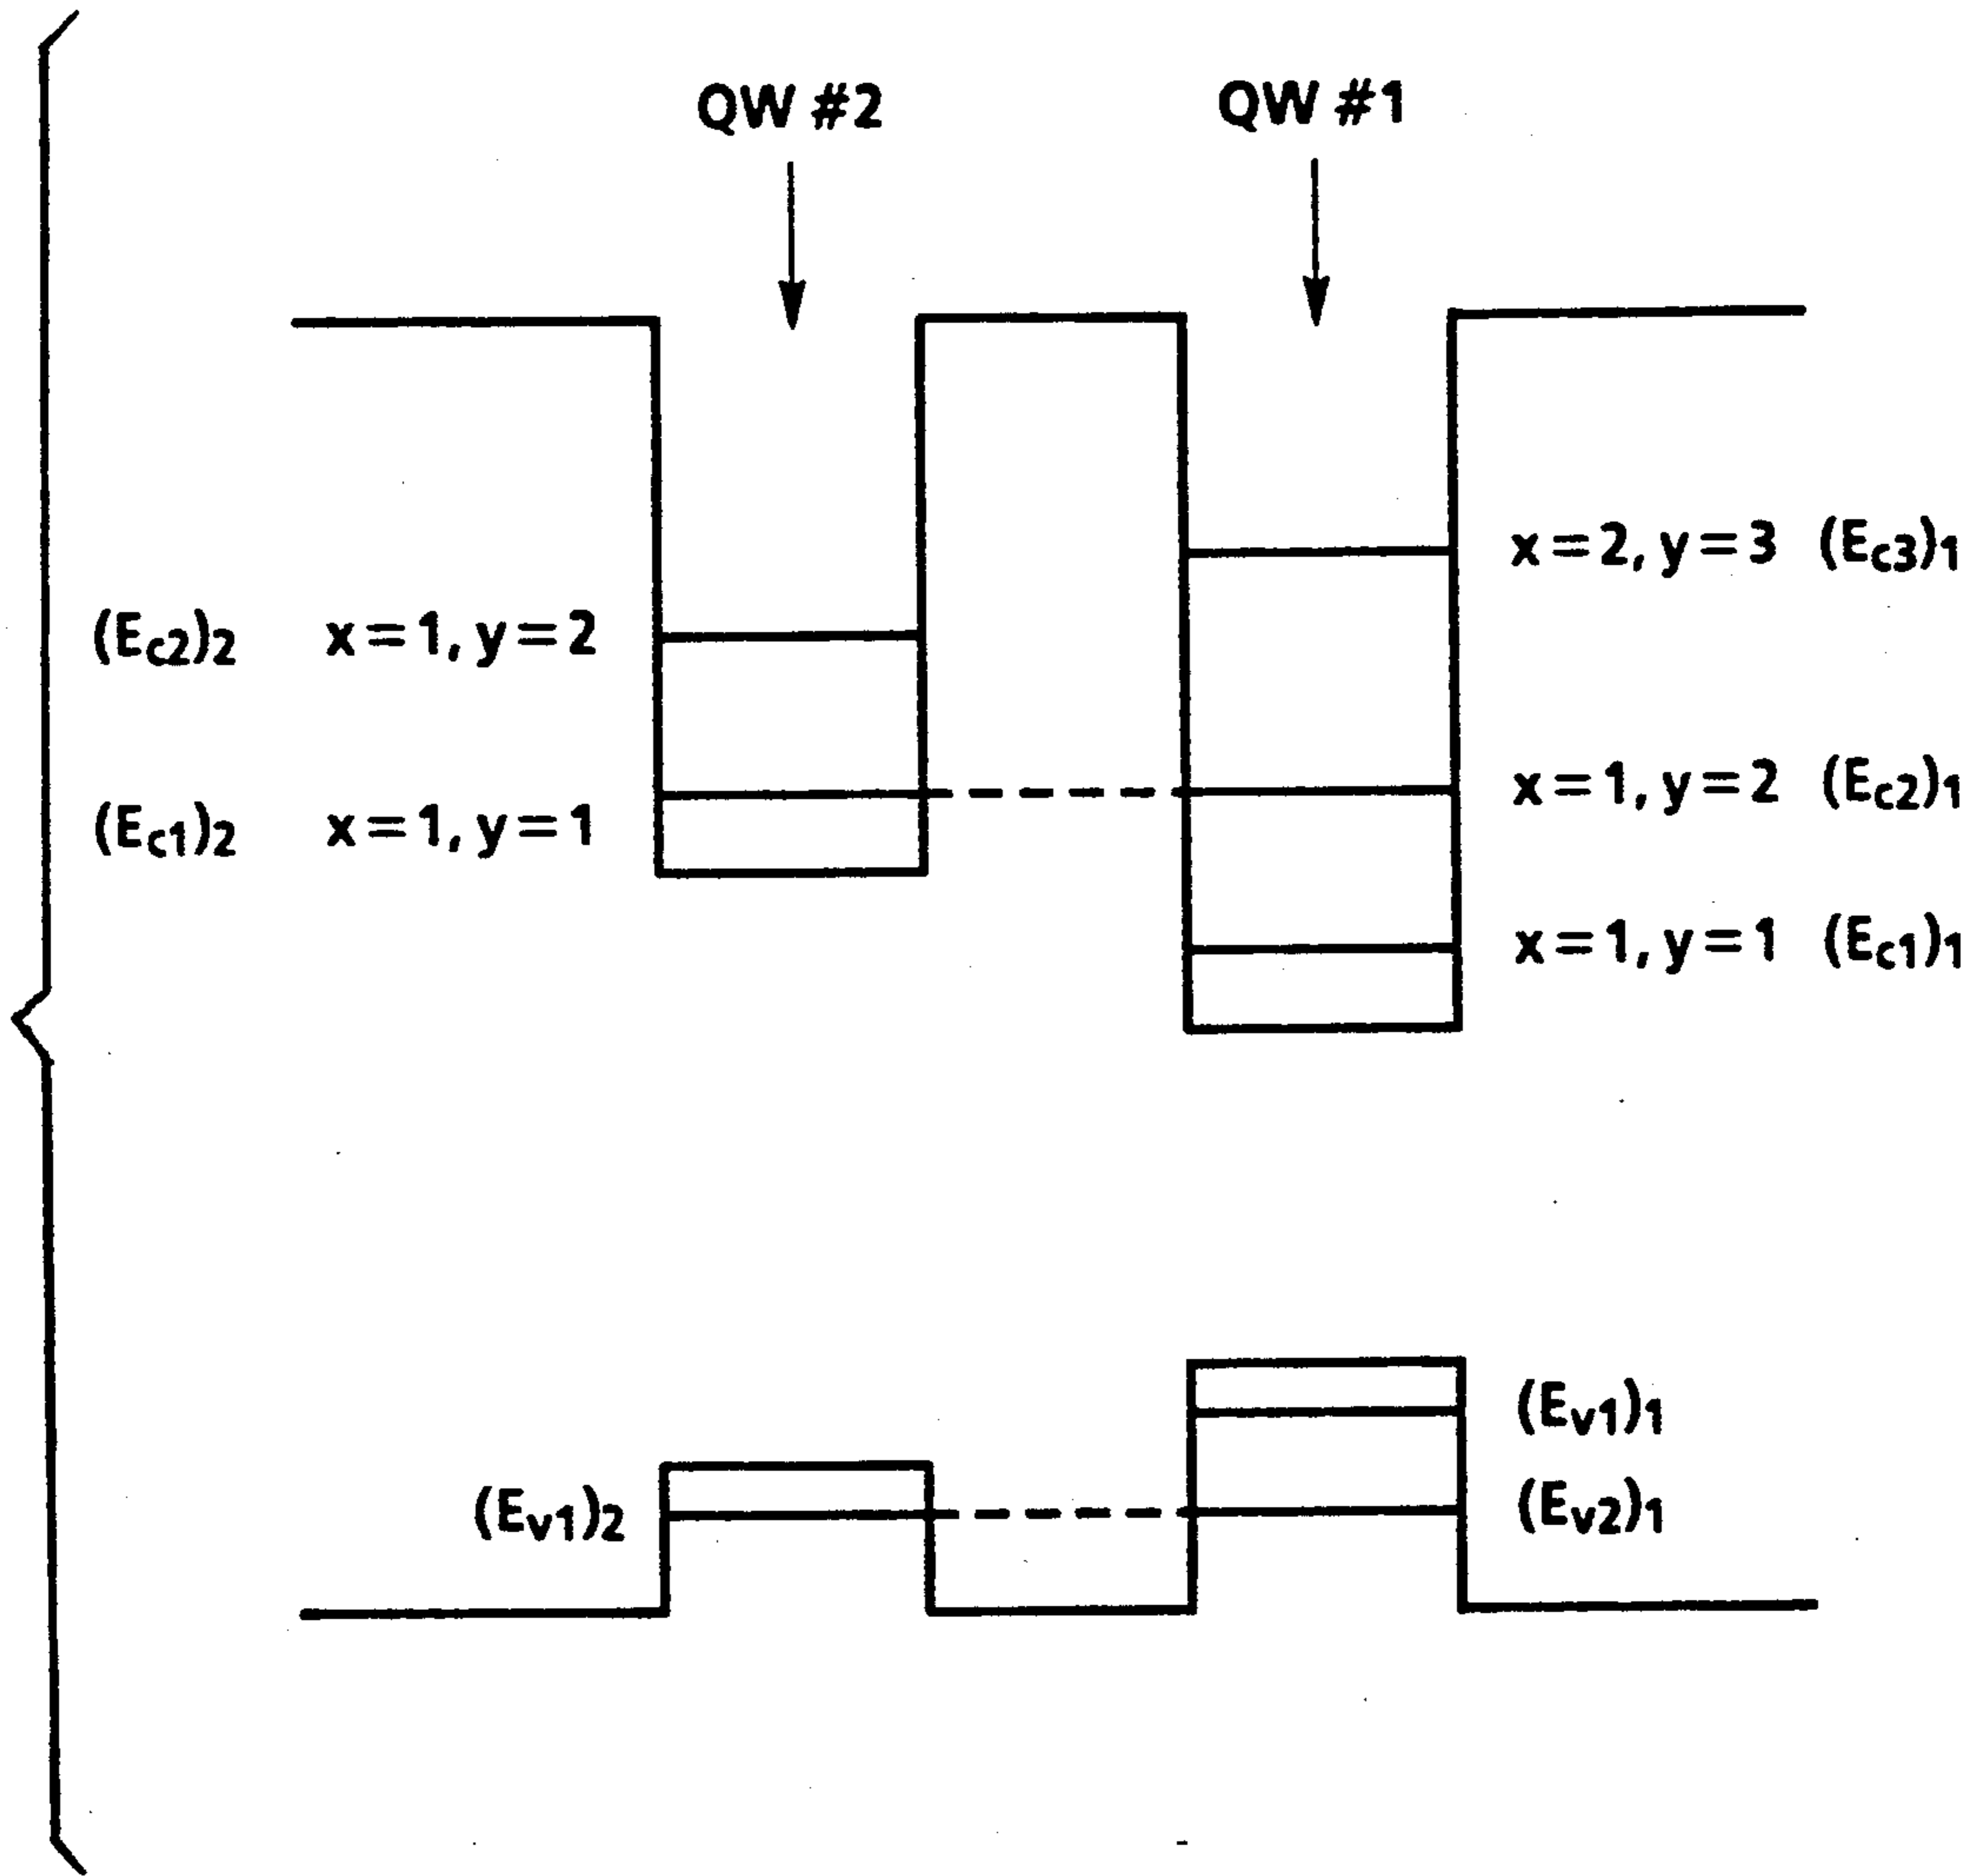 QW #2 QW #1
x=2, y=3 (Ec3)1
(Ec2)2 x=1, y=2
x=1, y=2 (Ec2)1
(Ec1)2 x=1, y=1
x=1, y=1 (Ec1)1
(Ev1)1
(Ev1)2 (Ev2)1